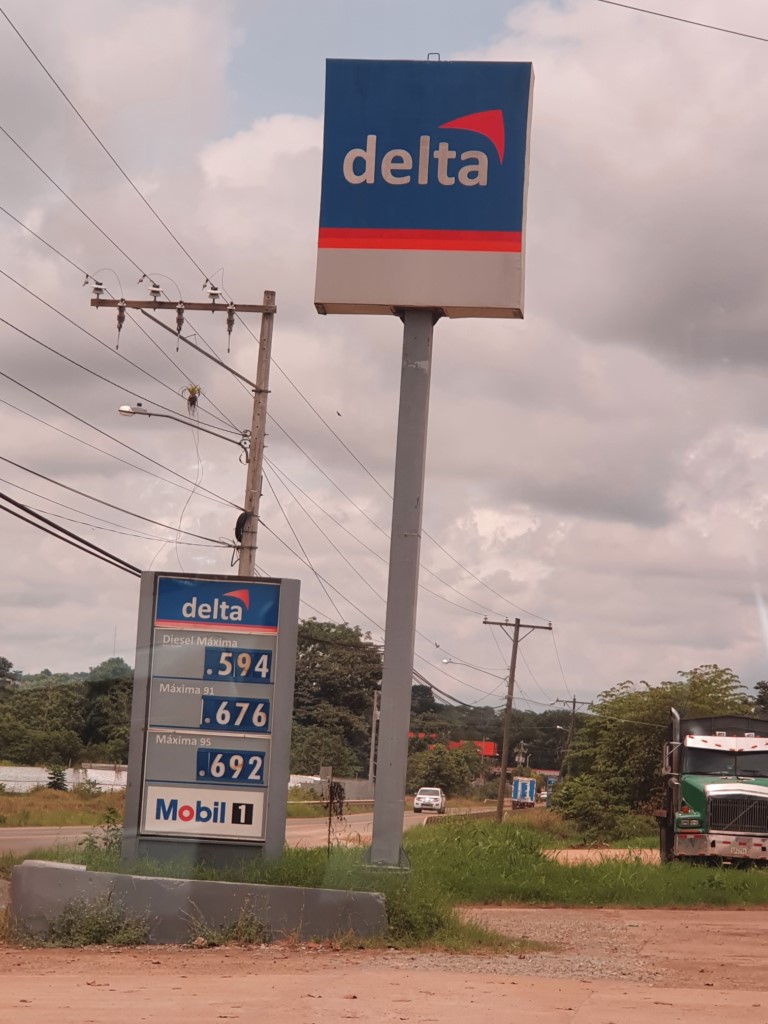 delta
delta
Diesel Máxima
.594
Máxima 91
.676
Máxima 95
.692
Mobil 1